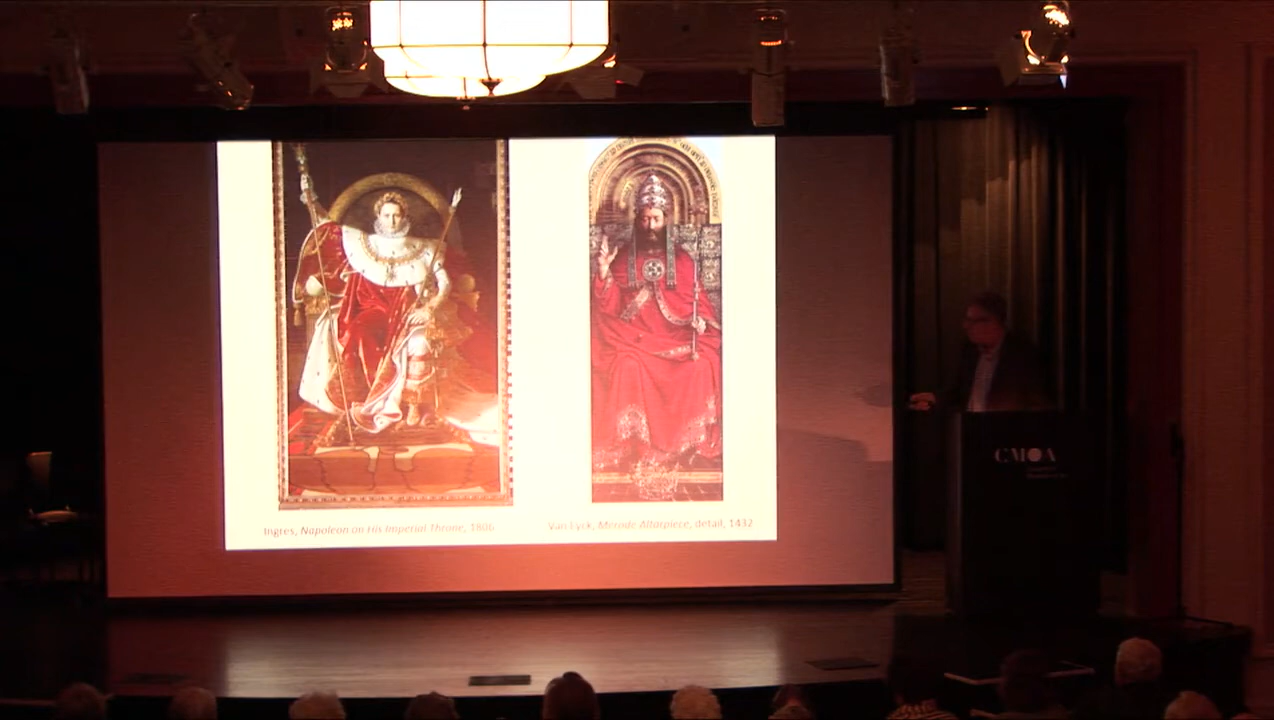 Ingres, Napoleon on His Imperial Throne, 1806
Van Eyck, Merode Altarpiece, detail, 1432
CMOA